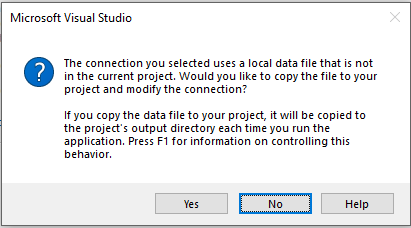 Microsoft Visual Studio
The connection you selected uses a local data file that is not
in the current project. Would you like to copy the file to your
project and modify the connection?
If you copy the data file to your project, it will be copied to
the project's output directory each time you run the
application. Press F1 for information on controlling this
behavior.
Yes
No
Help